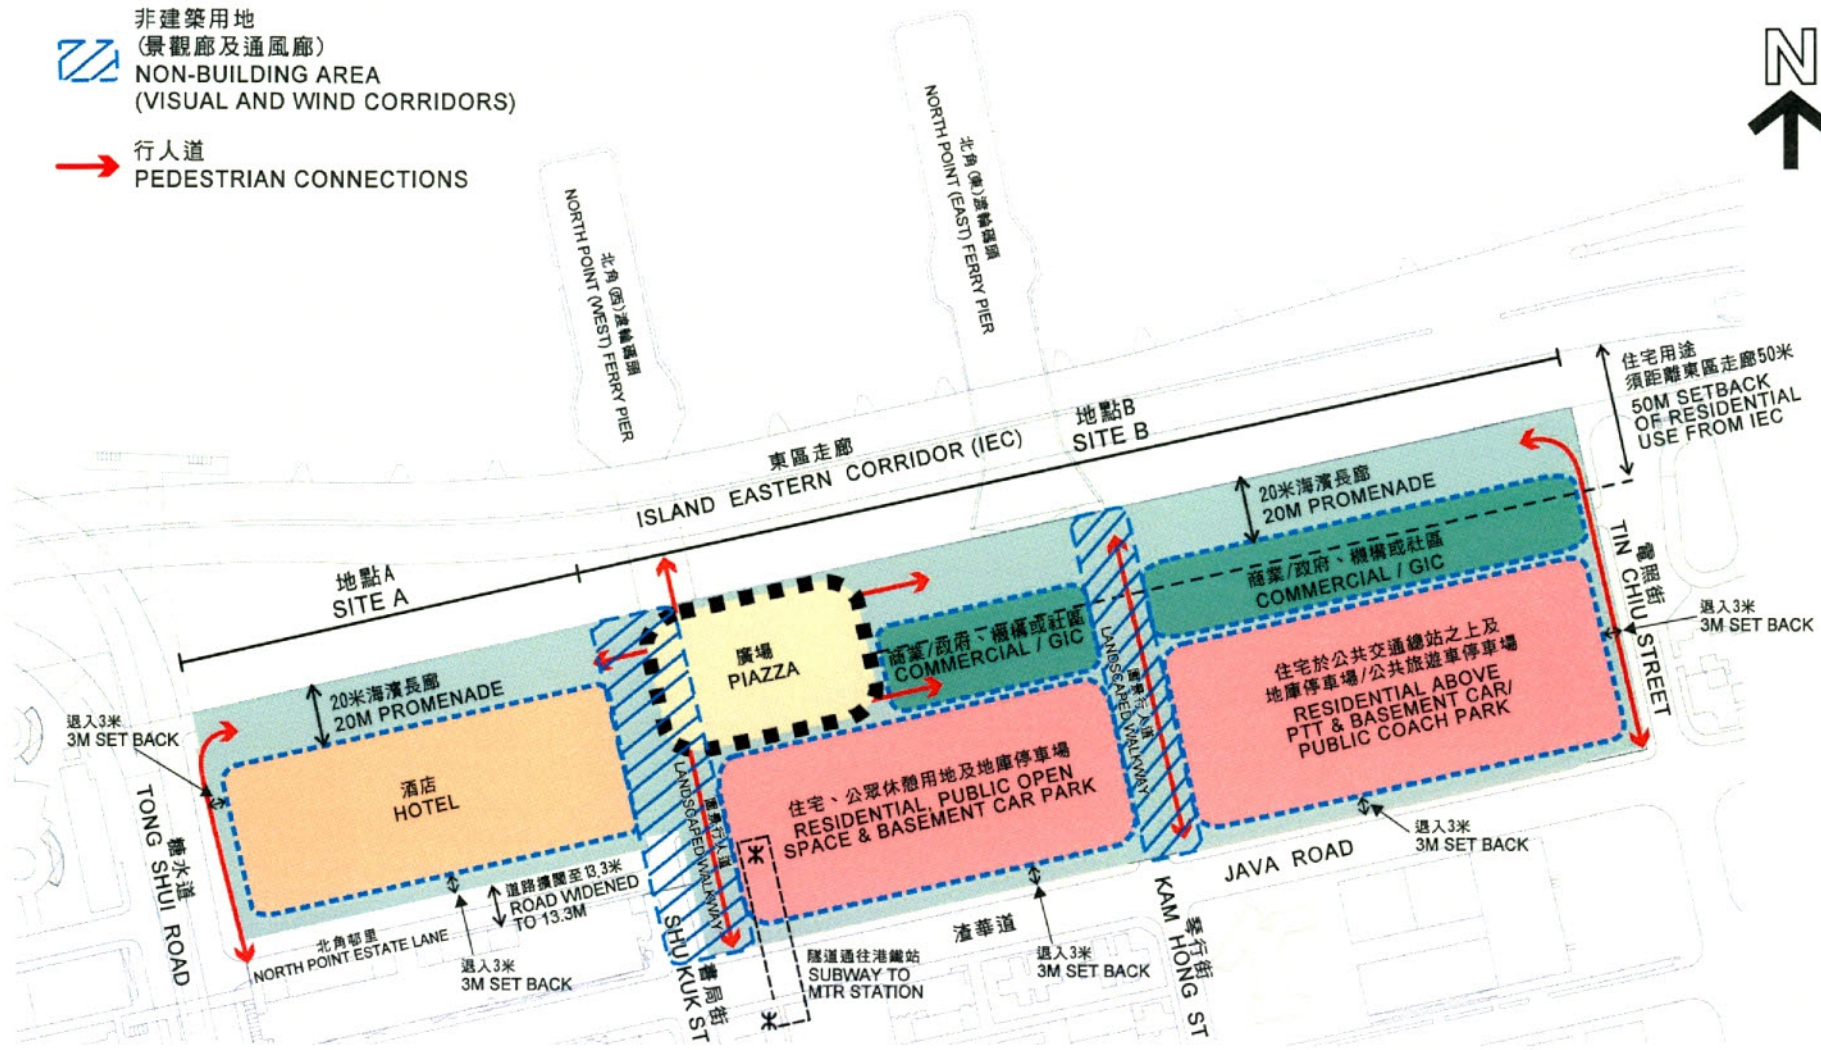 非建築用地
(景觀廊及通風廊)
NON-BUILDING AREA
(VISUAL AND WIND CORRIDORS)
行人道
PEDESTRIAN CONNECTIONS
N
北角(西)渡輪碼頭
NORTH POINT (WEST) FERRY PIER
北角(東)渡輪碼頭
NORTH POINT (EAST) FERRY PIER
住宅用途
須距離東區走廊50米
50M SETBACK
OF RESIDENTIAL
USE FROM IEC
地點B
SITE B
東區走廊
ISLAND EASTERN CORRIDOR (IEC)
地點A
SITE A
20米海濱長廊
20M PROMENADE
20米海濱長廊
20M PROMENADE
商業/政府、機構或社區
COMMERCIAL / GIC
商業/政府、機構或社區
COMMERCIAL / GIC
廣場
PIAZZA
電照街
TIN CHIU STREET
退入3米
3M SET BACK
退入3米
3M SET BACK
酒店
HOTEL
住宅、公眾休憩用地及地庫停車場
RESIDENTIAL, PUBLIC OPEN
SPACE & BASEMENT CAR PARK
園景行人道
LANDSCAPED WALKWAY
住宅於公共交通總站之上及
地庫停車場/公共旅遊車停車場
RESIDENTIAL ABOVE
PTT & BASEMENT CAR/
PUBLIC COACH PARK
園景行人道
LANDSCAPED WALKWAY
糖水道
TONG SHUI ROAD
道路擴闊至13.3米
ROAD WIDENED
TO 13.3M
北角邨里
NORTH POINT ESTATE LANE
退入3米
3M SET BACK
書局街
SHU KUK ST
隧道通往港鐵站
SUBWAY TO
MTR STATION
渣華道
JAVA ROAD
退入3米
3M SET BACK
琴行街
KAM HONG ST
退入3米
3M SET BACK